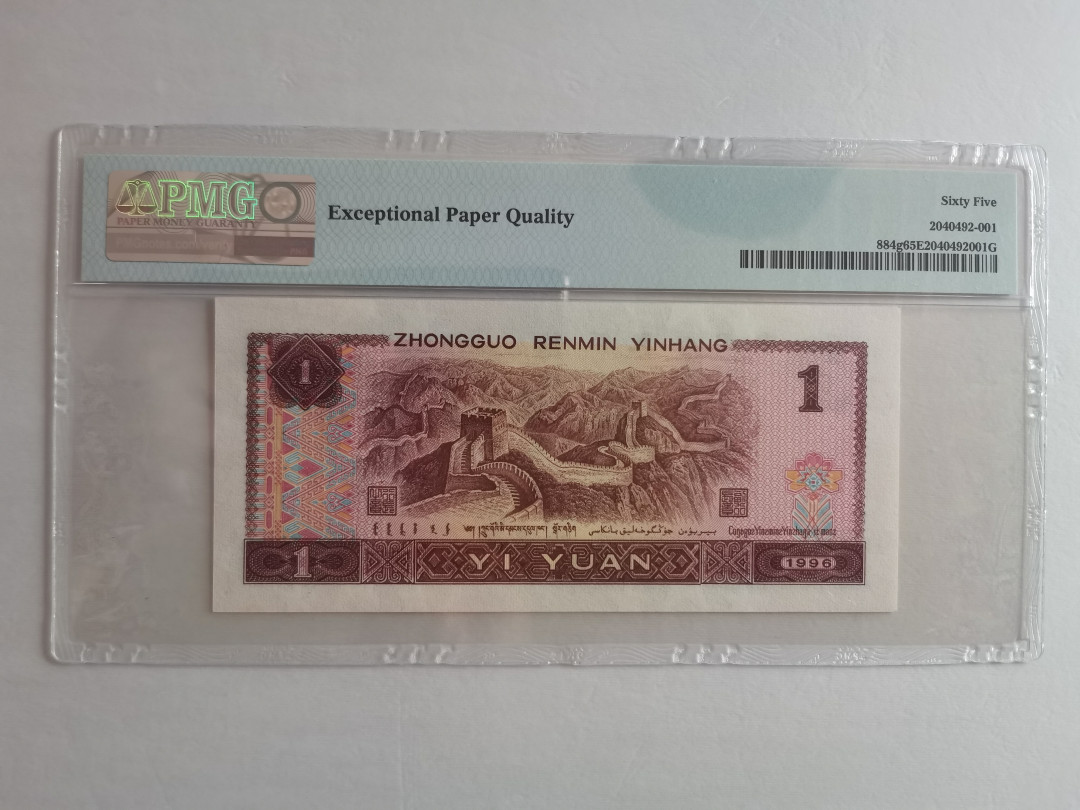 PMG
PAPER MONEY GUARANTY
Exceptional Paper Quality
Sixty Five
2040492-001
884g65E2040492001G
ZHONGGUO RENMIN YINHANG
1
1
YI YUAN
1
1996